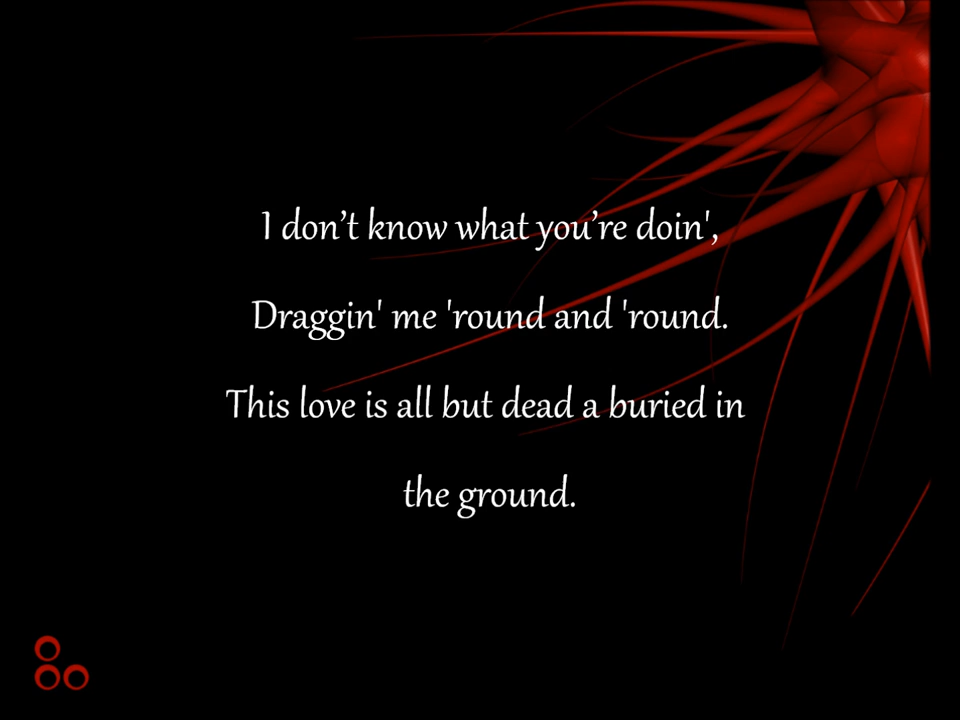 I don’t know what you’re doin',
Draggin' me 'round and 'round.
This love is all but dead a buried in
the ground.